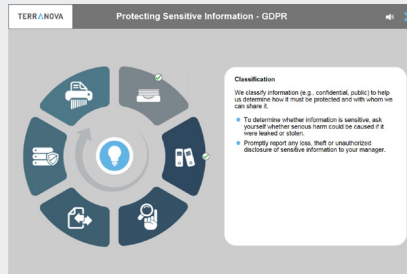 TERRANOVA
Protecting Sensitive Information - GDPR
Classification
We classify information (e.g., confidential, public) to help
us determine how it must be protected and with whom we
can share it.
To determine whether information is sensitive, ask
yourself whether serious harm could be caused if it
were leaked or stolen.
Promptly report any loss, theft or unauthorized
disclosure of sensitive information to your manager.